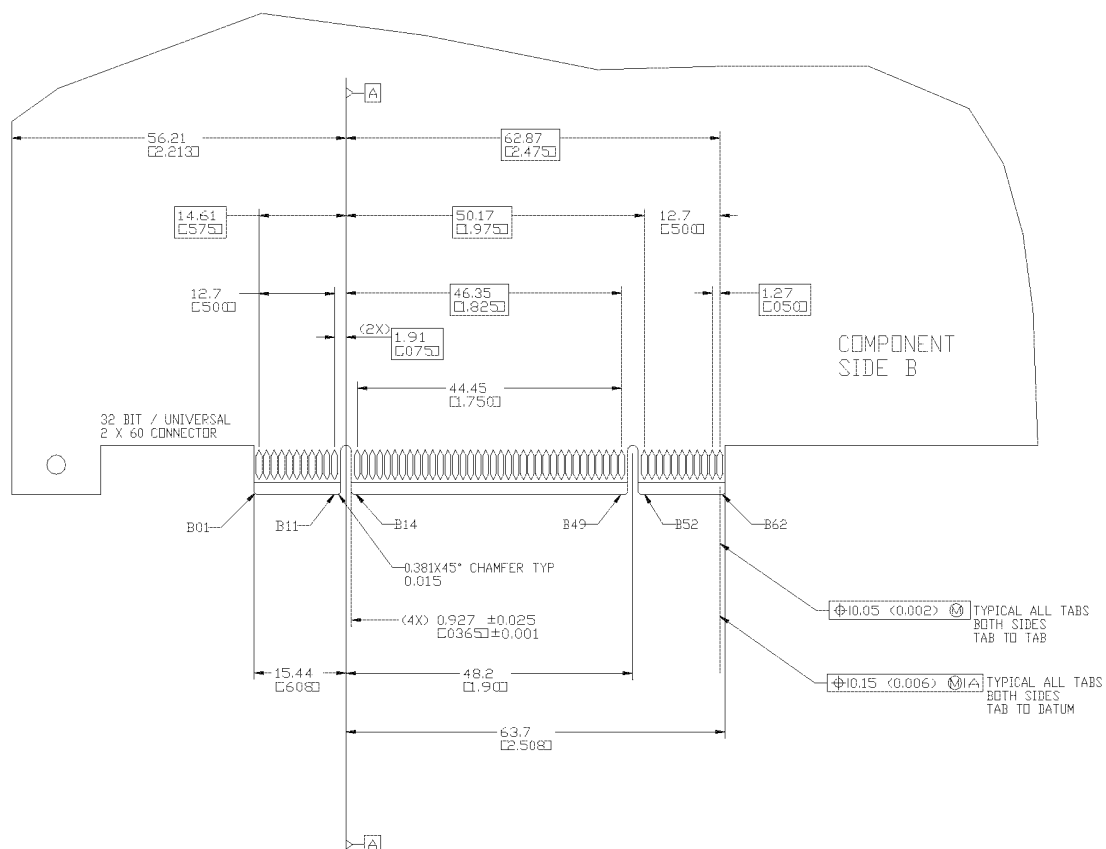 A
56.21
[2.213]
62.87
[2.475]
14.61
[575]
50.17
[1.975]
12.7
[500]
12.7
[500]
46.35
[1.825]
1.27
[050]
(2X)
1.91
[075]
COMPONENT
SIDE B
44.45
[1.750]
32 BIT / UNIVERSAL
2 X 60 CONNECTOR
B01
B11
B14
B49
B52
B62
0.381X45° CHAMFER TYP
0.015
(4X) 0.927 ±0.025
[0365]±0.001
⌖|0.05 (0.002) Ⓜ TYPICAL ALL TABS
BOTH SIDES
TAB TO TAB
15.44
[608]
48.2
[1.90]
⌖|0.15 (0.006) Ⓜ|A TYPICAL ALL TABS
BOTH SIDES
TAB TO DATUM
63.7
[2.508]
A